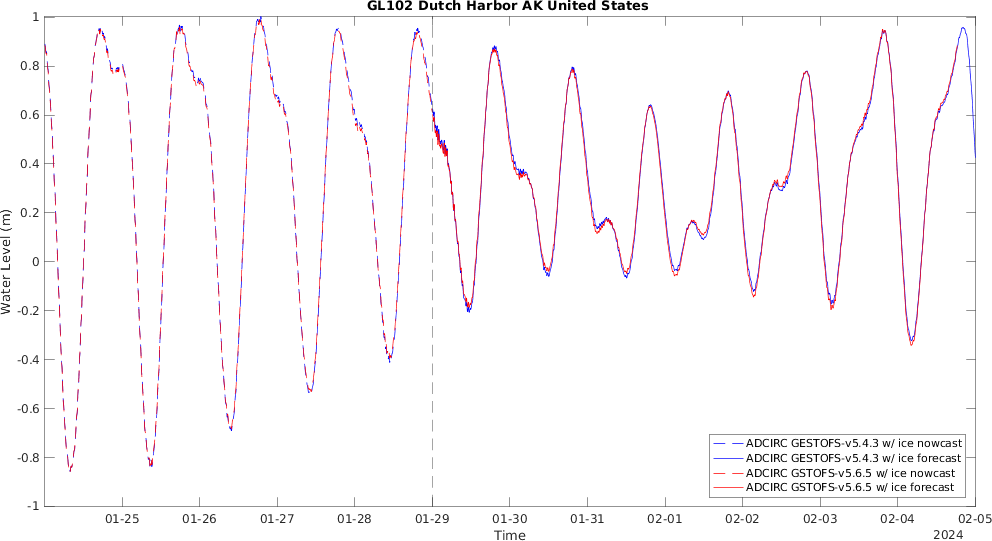 GL102 Dutch Harbor AK United States
1
0.8
0.6
0.4
0.2
0
-0.2
-0.4
-0.6
-0.8
-1
Water Level (m)
ADCIRC GESTOFS-v5.4.3 w/ ice nowcast
ADCIRC GESTOFS-v5.4.3 w/ ice forecast
ADCIRC GSTOFS-v5.6.5 w/ ice nowcast
ADCIRC GSTOFS-v5.6.5 w/ ice forecast
01-25 01-26 01-27 01-28 01-29 01-30 01-31 02-01 02-02 02-03 02-04 02-05
Time
2024